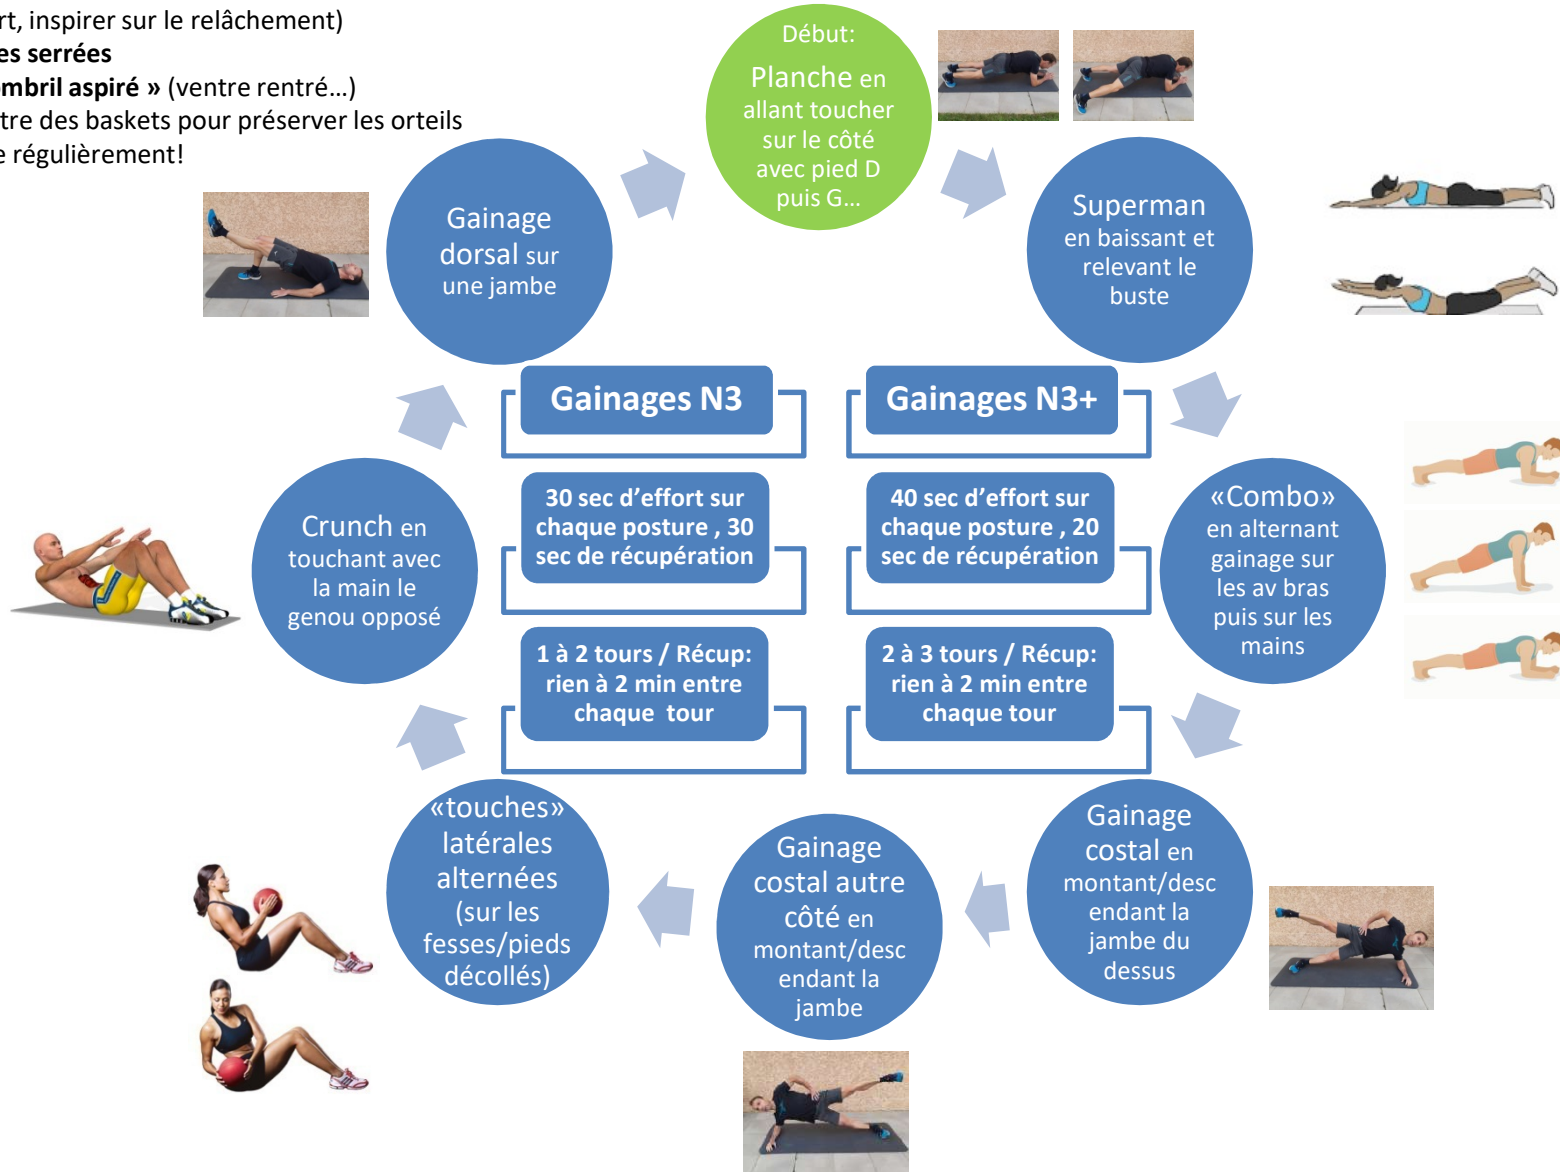 rt, inspirer sur le relâchement)
es serrées
mbril aspiré » (ventre rentré…)
tre des baskets pour préserver les orteils
e régulièrement!
Début:
Planche en
allant toucher
sur le côté
avec pied D
puis G…
Superman
en baissant et
relevant le
buste
«Combo»
en alternant
gainage sur
les av bras
puis sur les
mains
Gainage
costal en
montant/desc
endant la
jambe du
dessus
Gainage
costal autre
côté en
montant/desc
endant la
jambe
«touches»
latérales
alternées
(sur les
fesses/pieds
décollés)
Crunch en
touchant avec
la main le
genou opposé
Gainage
dorsal sur
une jambe
Gainages N3
30 sec d’effort sur
chaque posture , 30
sec de récupération
1 à 2 tours / Récup:
rien à 2 min entre
chaque tour
Gainages N3+
40 sec d’effort sur
chaque posture , 20
sec de récupération
2 à 3 tours / Récup:
rien à 2 min entre
chaque tour